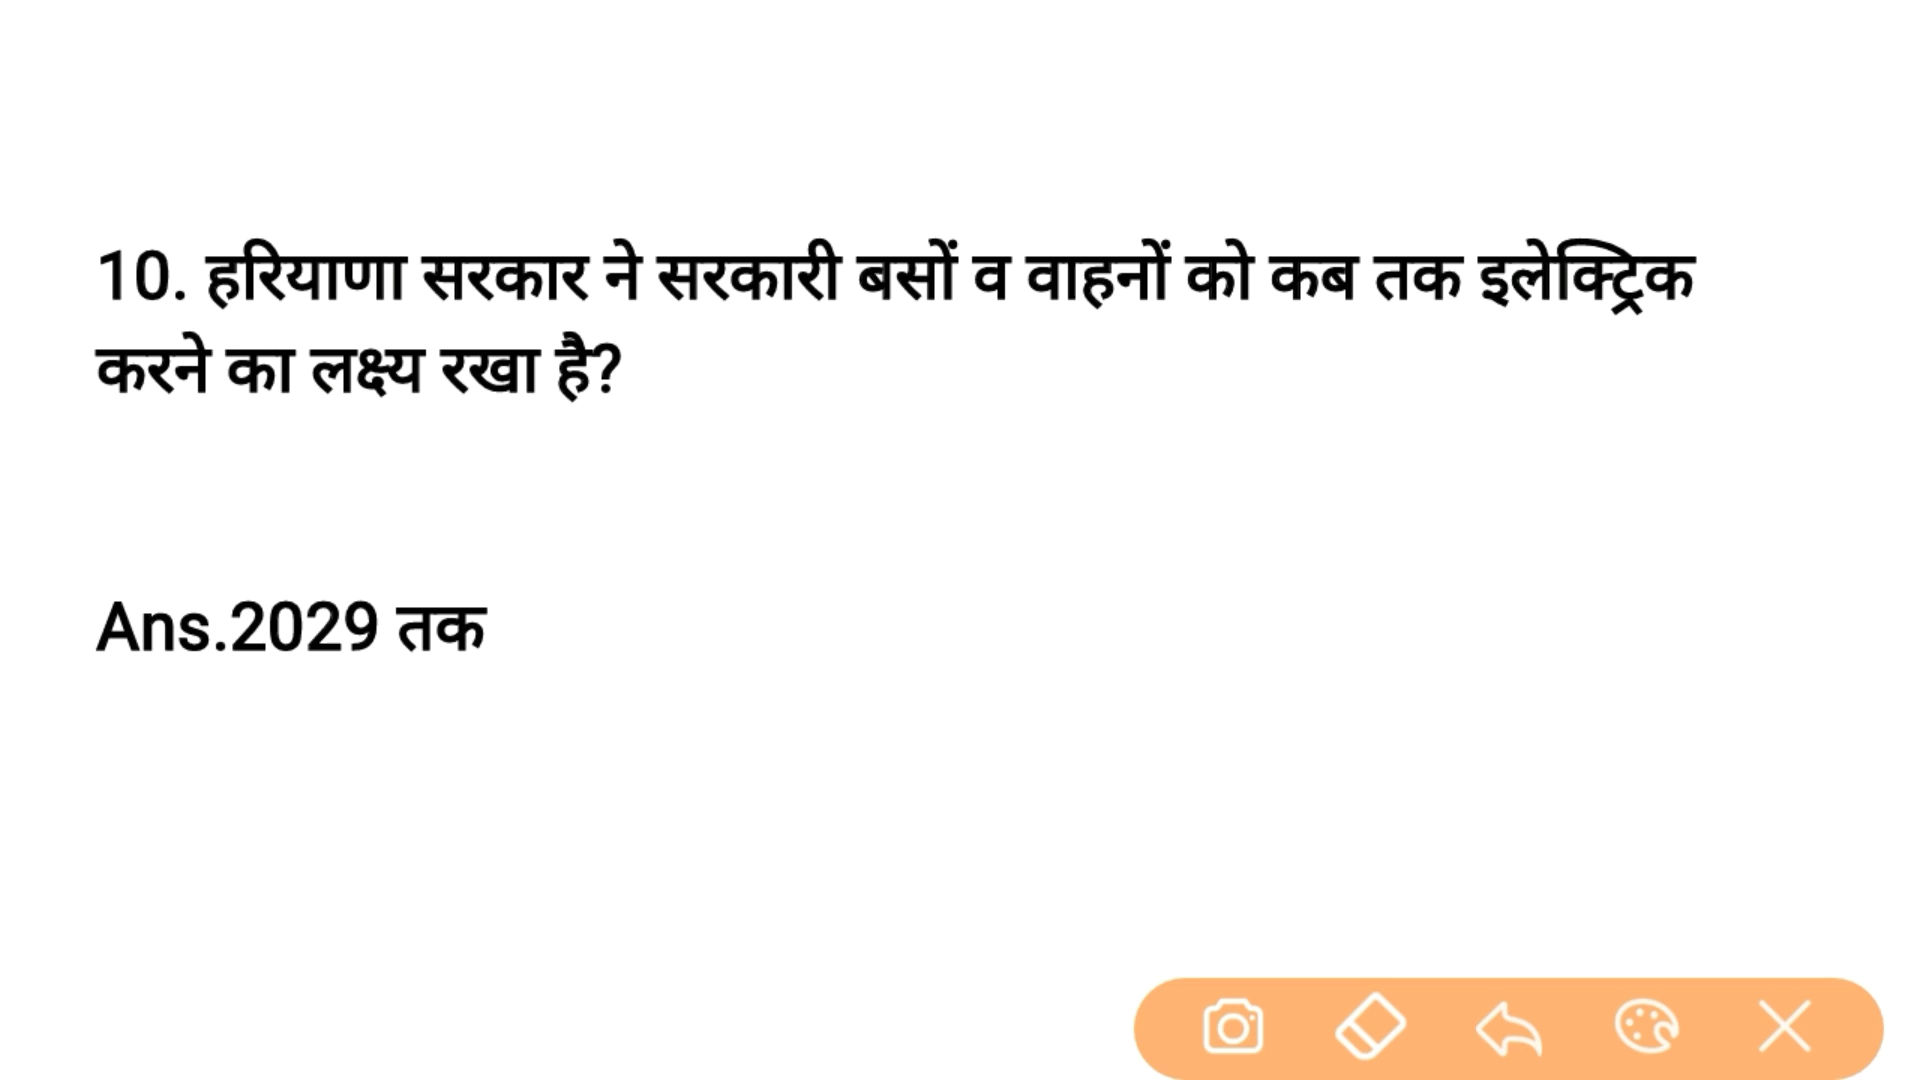 10. हरियाणा सरकार ने सरकारी बसों व वाहनों को कब तक इलेक्ट्रिक
करने का लक्ष्य रखा है?
Ans.2029 तक